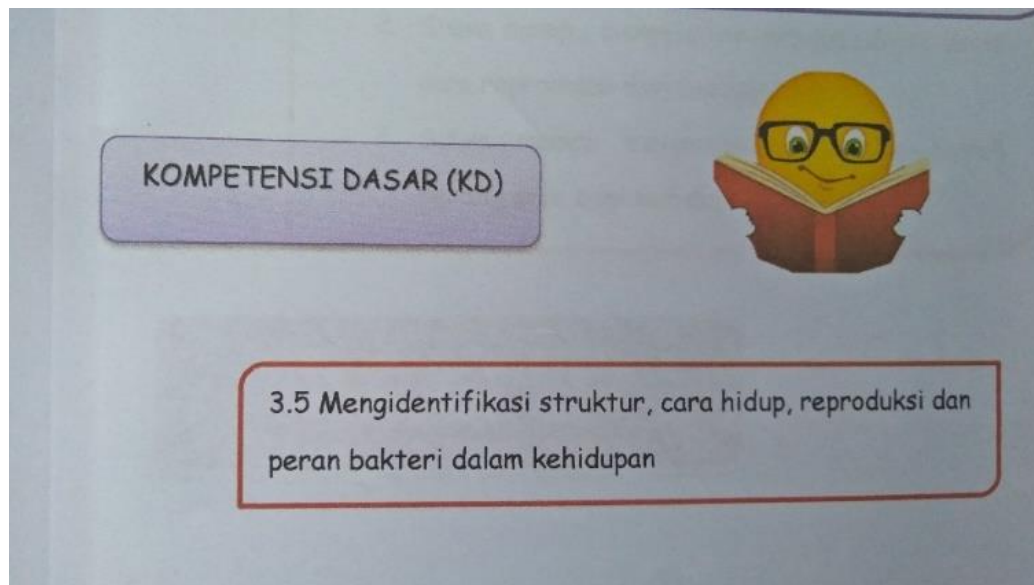 KOMPETENSI DASAR (KD)
3.5 Mengidentifikasi struktur, cara hidup, reproduksi dan
peran bakteri dalam kehidupan